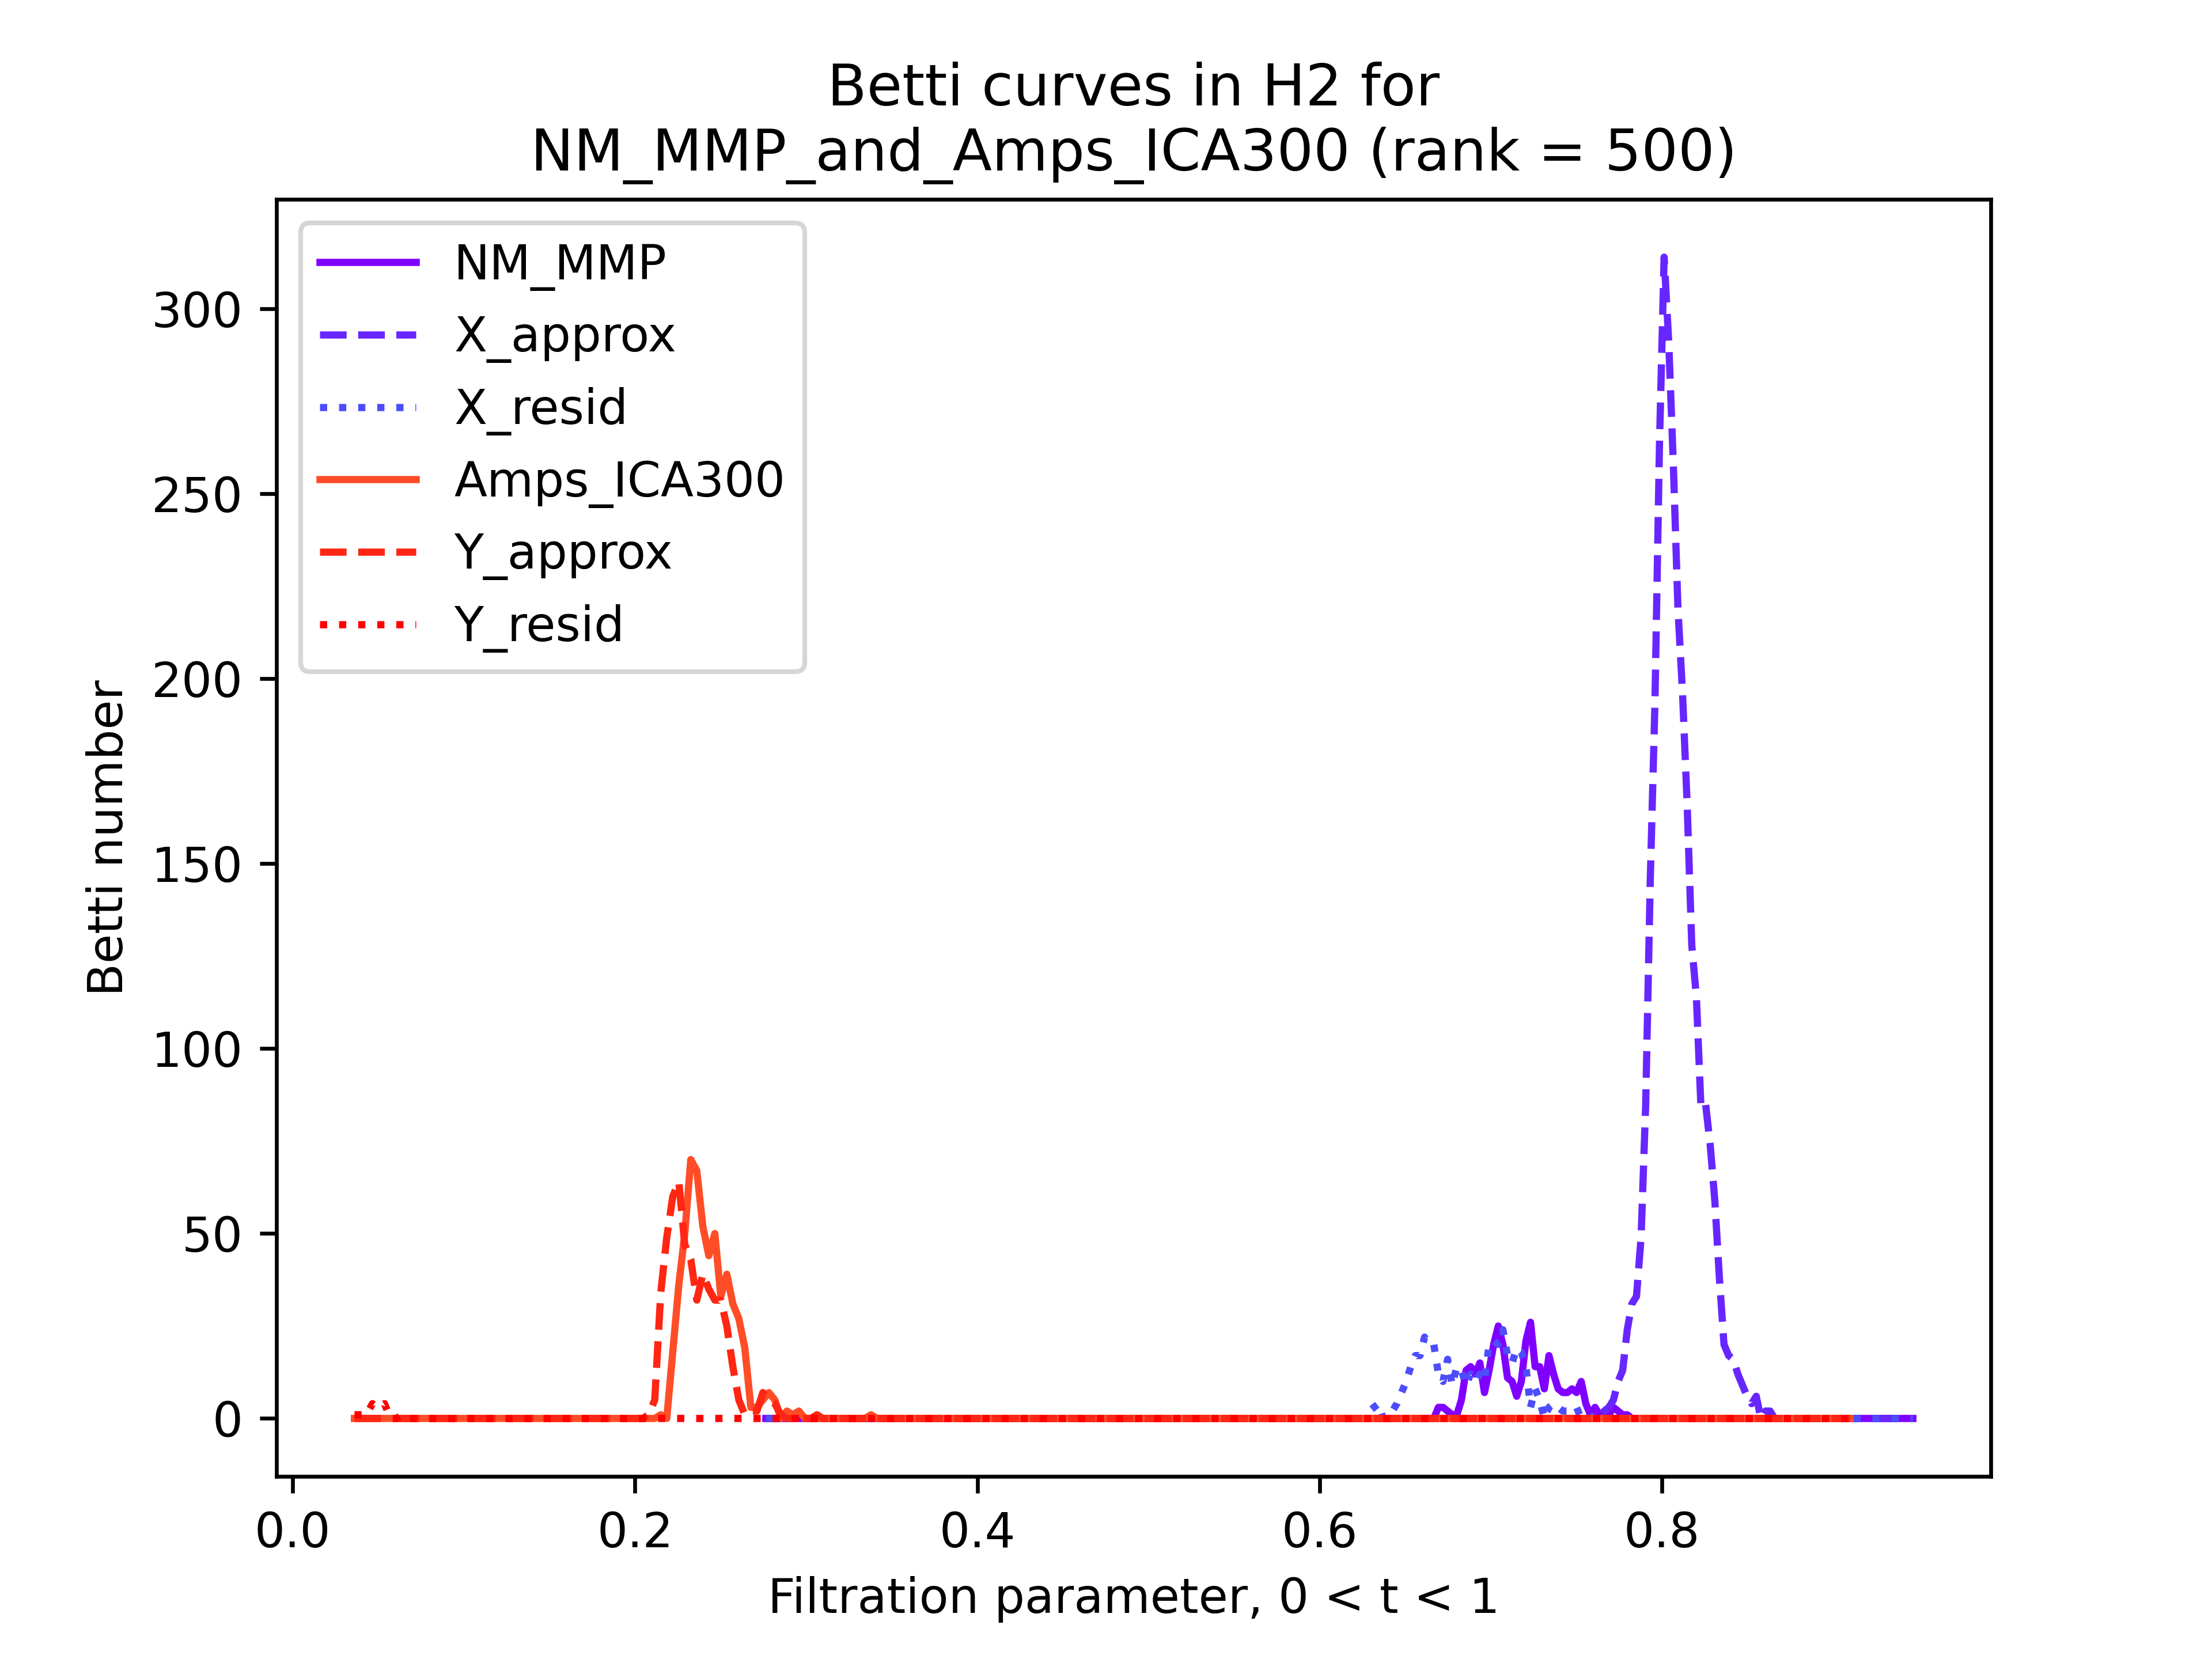 Betti curves in H2 for
NM_MMP_and_Amps_ICA300 (rank = 500)
NM_MMP
X_approx
X_resid
Amps_ICA300
Y_approx
Y_resid
Betti number
300
250
200
150
100
50
0
0.0 0.2 0.4 0.6 0.8
Filtration parameter, 0 < t < 1